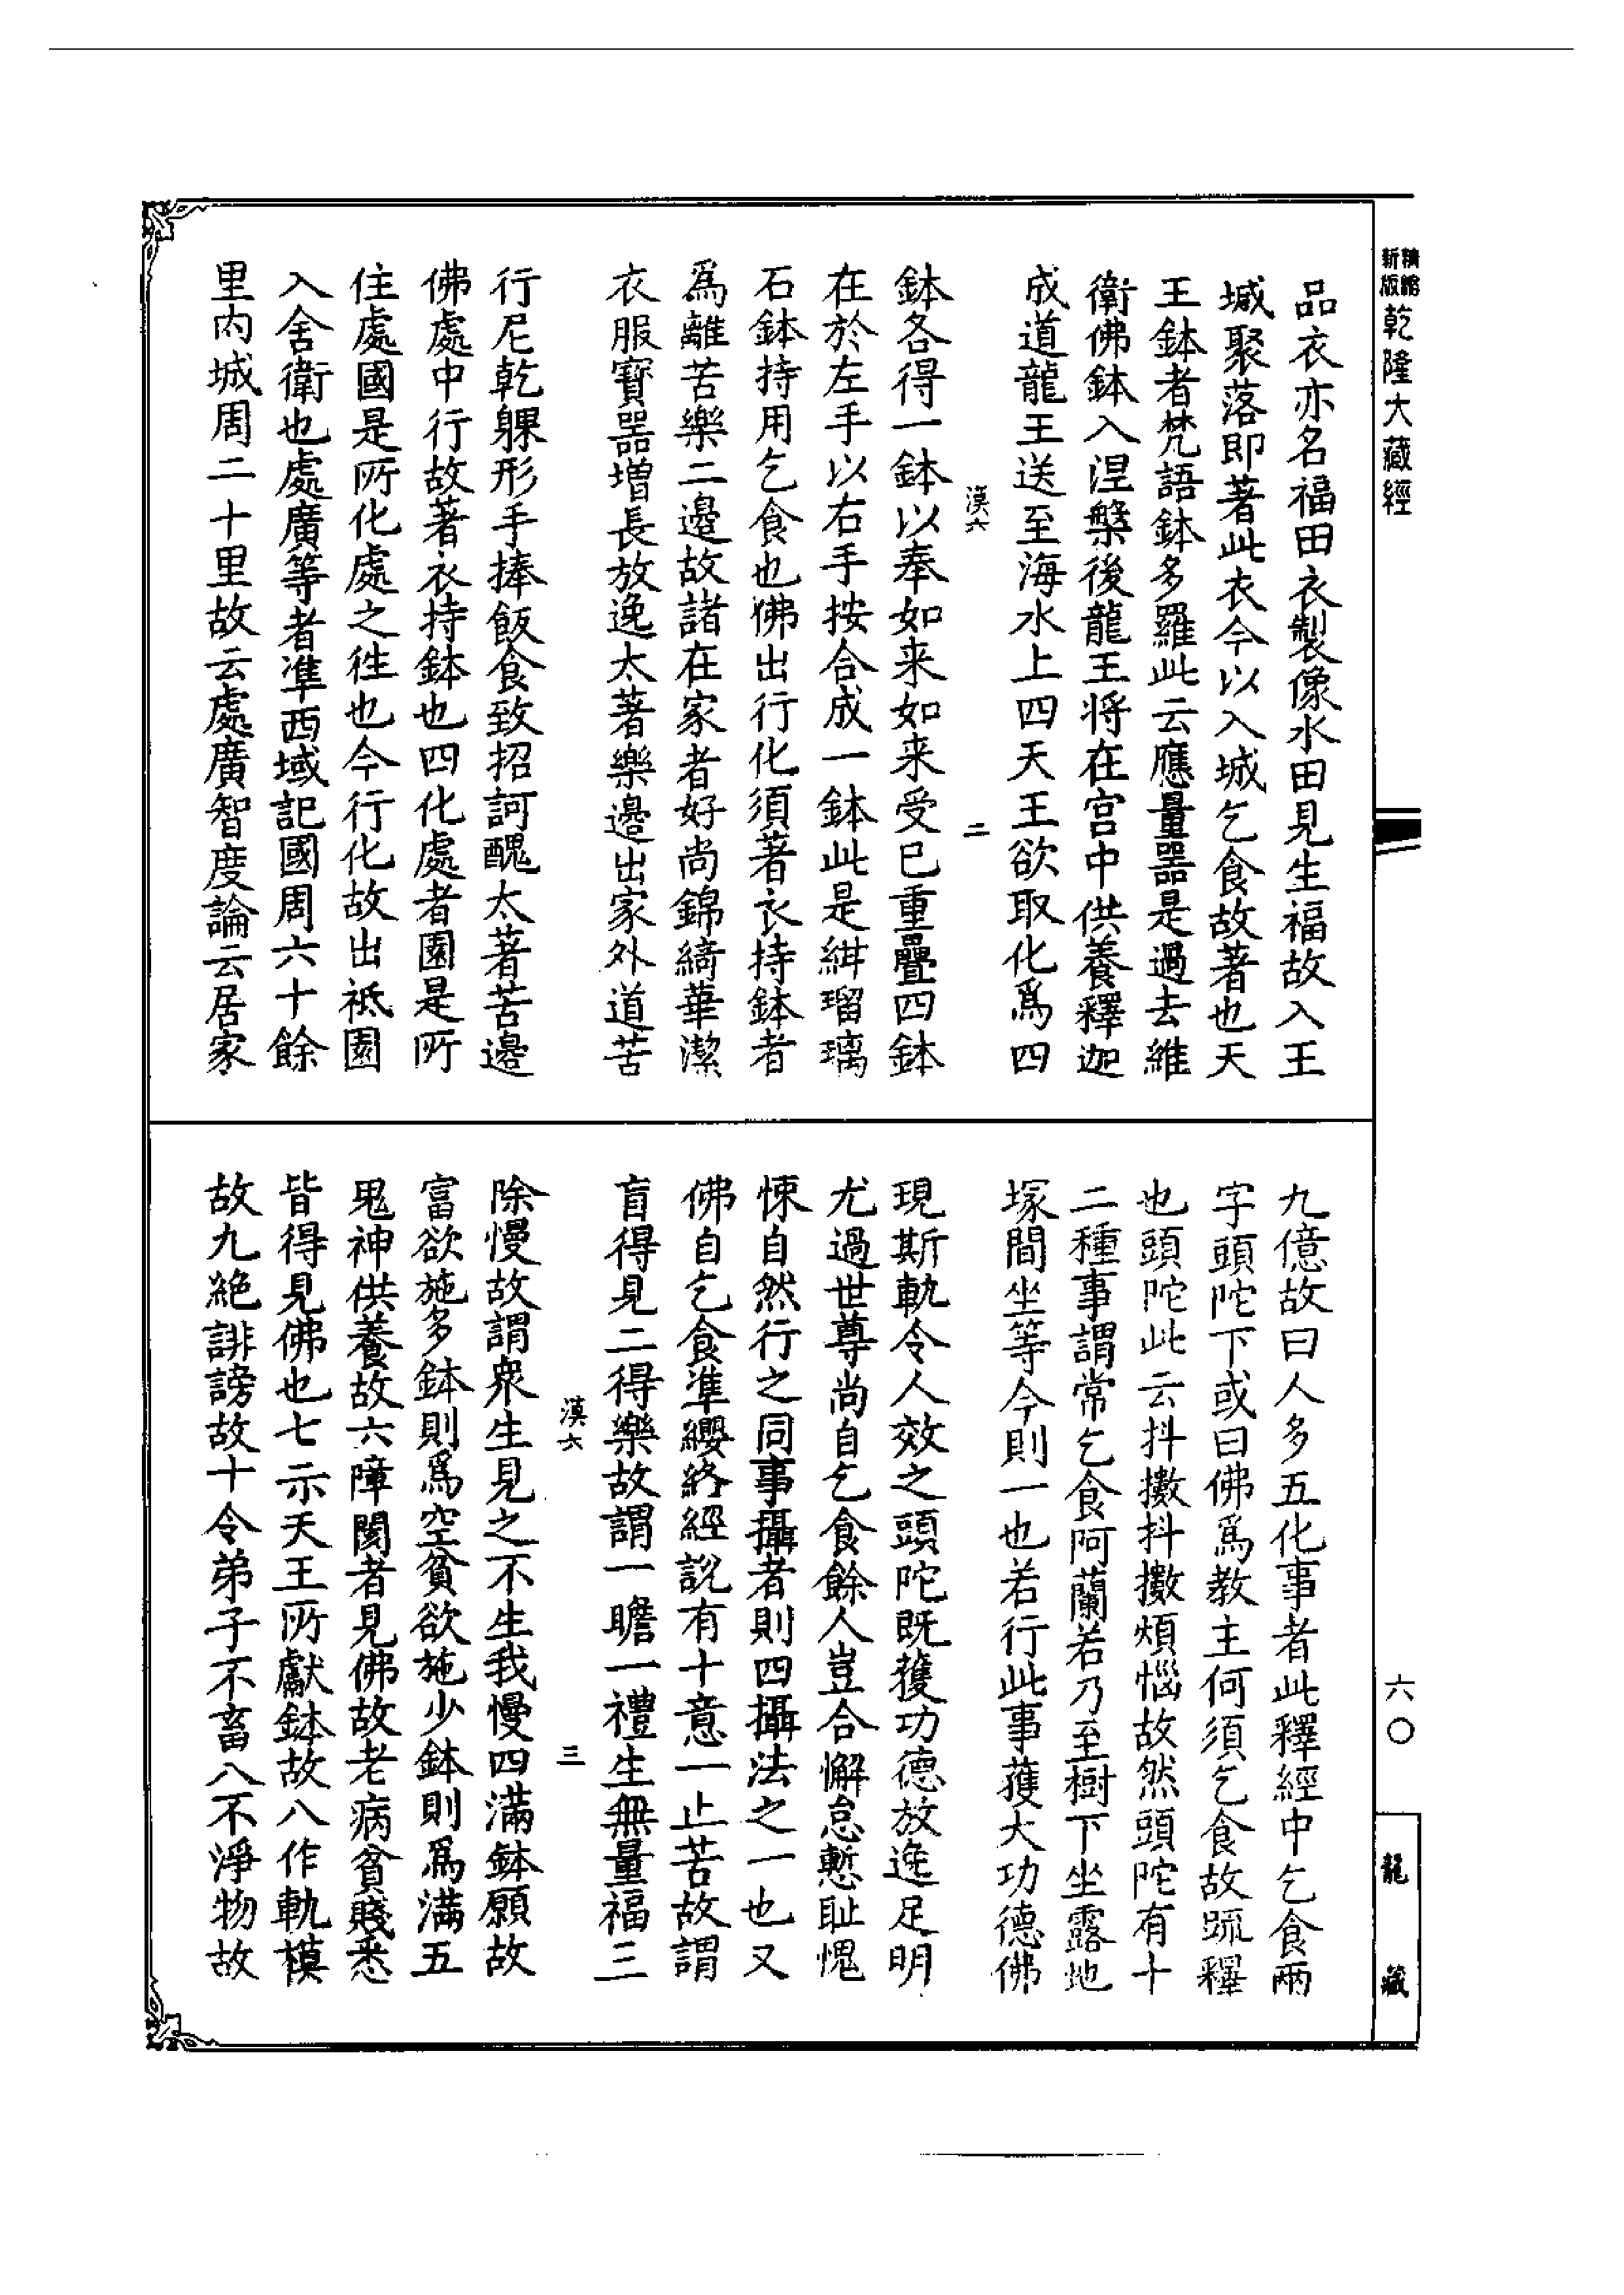 新版精縮乾隆大藏經
品衣亦名福田衣製像水田見生福故入王
城聚落即著此衣今以入城乞食故著也天
王鉢者梵語鉢多羅此云應量器是過去維
衛佛鉢入涅槃後龍王將在宮中供養釋迦
成道龍王送至海水上四天王欲取化為四
漢六
二
鉢各得一鉢以奉如来如来受已重疊四鉢
在於左手以右手按合成一鉢此是紺瑠璃
石鉢持用乞食也佛出行化須著衣持鉢者
為離苦樂二邊故諸在家者好尚錦綺華潔
衣服寶器增長放逸太著樂邊出家外道苦
行尼乾躶形手捧飯食致招訶醜太著苦邊
佛處中行故著衣持鉢也四化處者園是所
住處國是所化處之徃也今行化故出祗園
入舍衛也處廣等者準西域記國周六十餘
里內城周二十里故云處廣智度論云居家
九億故曰人多五化事者此釋經中乞食兩
字頭陀下或曰佛為教主何須乞食故䟽釋
也頭陀此云抖擻抖擻煩惱故然頭陀有十
二種事謂常乞食阿蘭若乃至樹下坐露地
塚間坐等今則一也若行此事獲大功德佛
現斯軌令人效之頭陀既獲功德放逸足明
尤過世尊尚自乞食餘人豈合懈怠慙耻愧
悚自然行之同事攝者則四攝法之一也又
佛自乞食準纓絡經說有十意一止苦故謂
盲得見二得樂故謂一瞻一禮生無量福三
漢六
三
除慢故謂衆生見之不生我慢四滿鉢願故
富欲施多鉢則為空貧欲施少鉢則為滿五
鬼神供養故六障閡者見佛故老病貧賤悉
皆得見佛也七示天王所獻鉢故八作軌模
故九絕誹謗故十令弟子不畜八不淨物故
六〇
龍藏